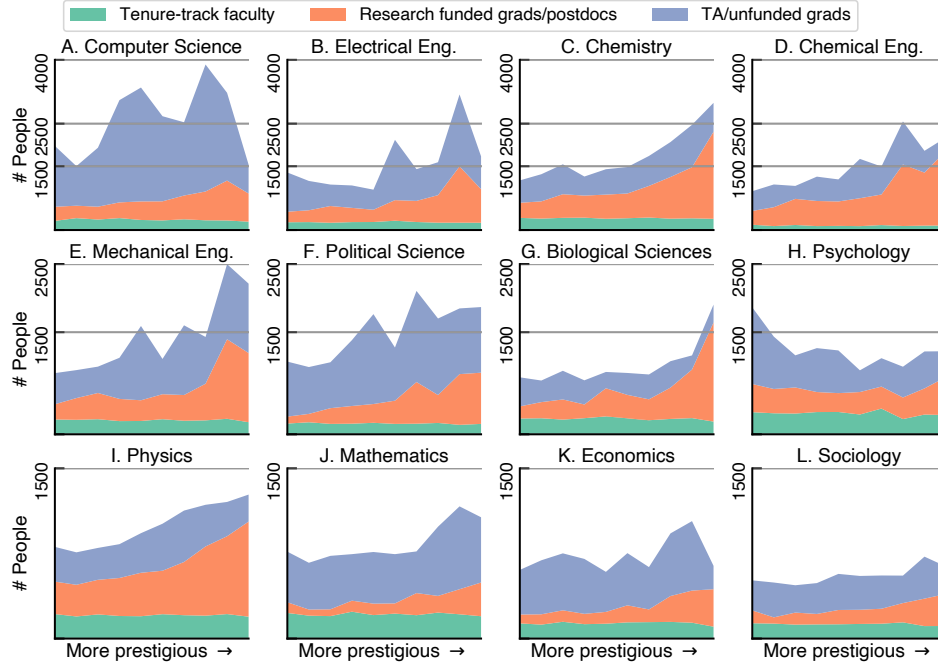 Tenure-track faculty Research funded grads/postdocs TA/unfunded grads
A. Computer Science B. Electrical Eng. C. Chemistry D. Chemical Eng.
# People
4000 4000 4000 4000
2500 2500 2500 2500
1500 1500 1500 1500
E. Mechanical Eng. F. Political Science G. Biological Sciences H. Psychology
# People
2500 2500 2500 2500
1500 1500 1500 1500
I. Physics J. Mathematics K. Economics L. Sociology
# People
1500 1500 1500 1500
More prestigious → More prestigious → More prestigious → More prestigious →